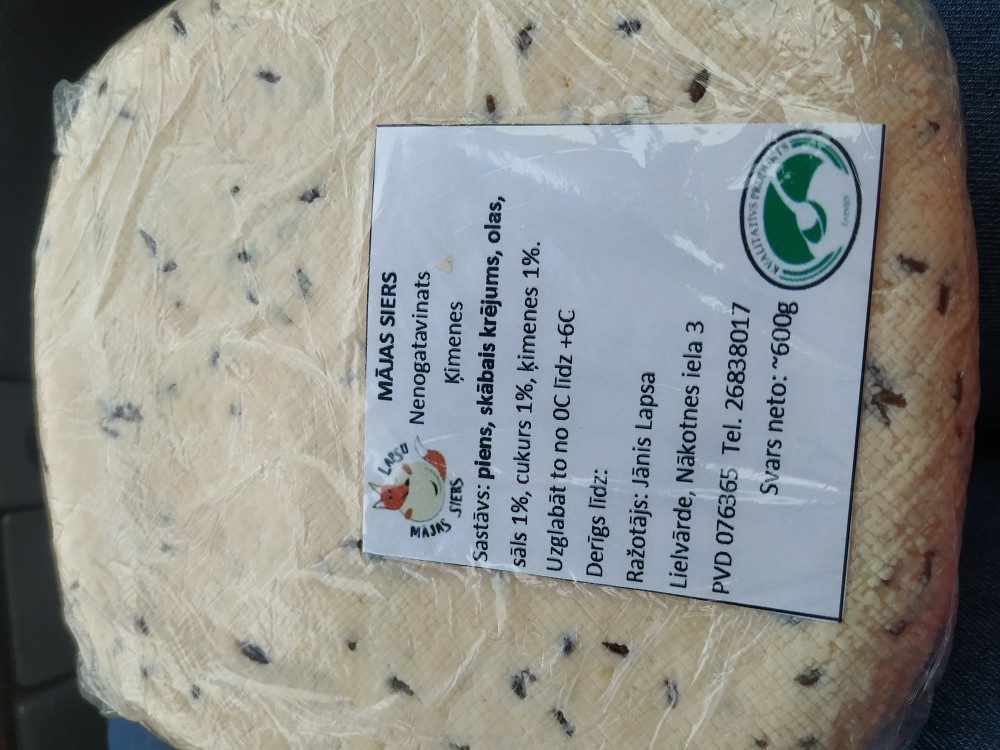 MĀJAS SIERS
Nenogatavinats
Ķimenes
LAPSU
MĀJAS SIERS
Sastāvs: piens, skābais krējums, olas,
sāls 1%, cukurs 1%, ķimenes 1%.
Uzglabāt to no 0C līdz +6C
Derīgs līdz:
Ražotājs: Jānis Lapsa
Lielvārde, Nākotnes iela 3
PVD 076365 Tel. 26838017
Svars neto: ~600g
KVALITATĪVS PRODUKTS